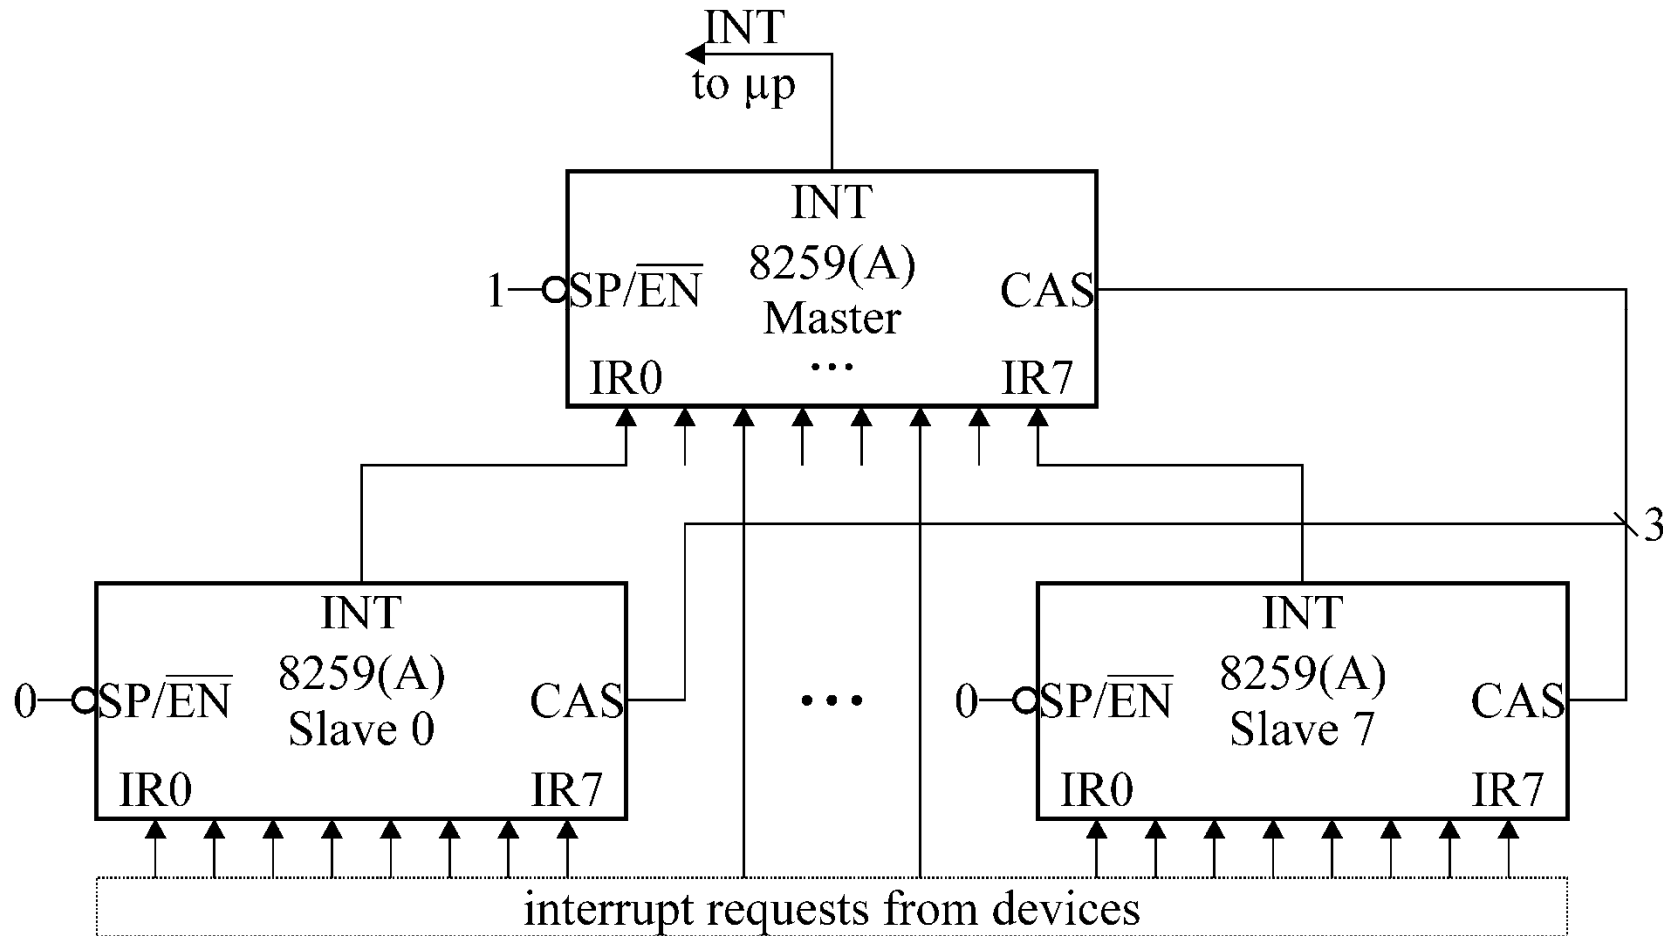 INT
to μp
INT
1 SP/EN 8259(A) CAS
Master
...
IR0 IR7
3
INT INT
8259(A) 8259(A)
0 SP/EN CAS ... 0 SP/EN CAS
Slave 0 Slave 7
IR0 IR7 IR0 IR7
interrupt requests from devices